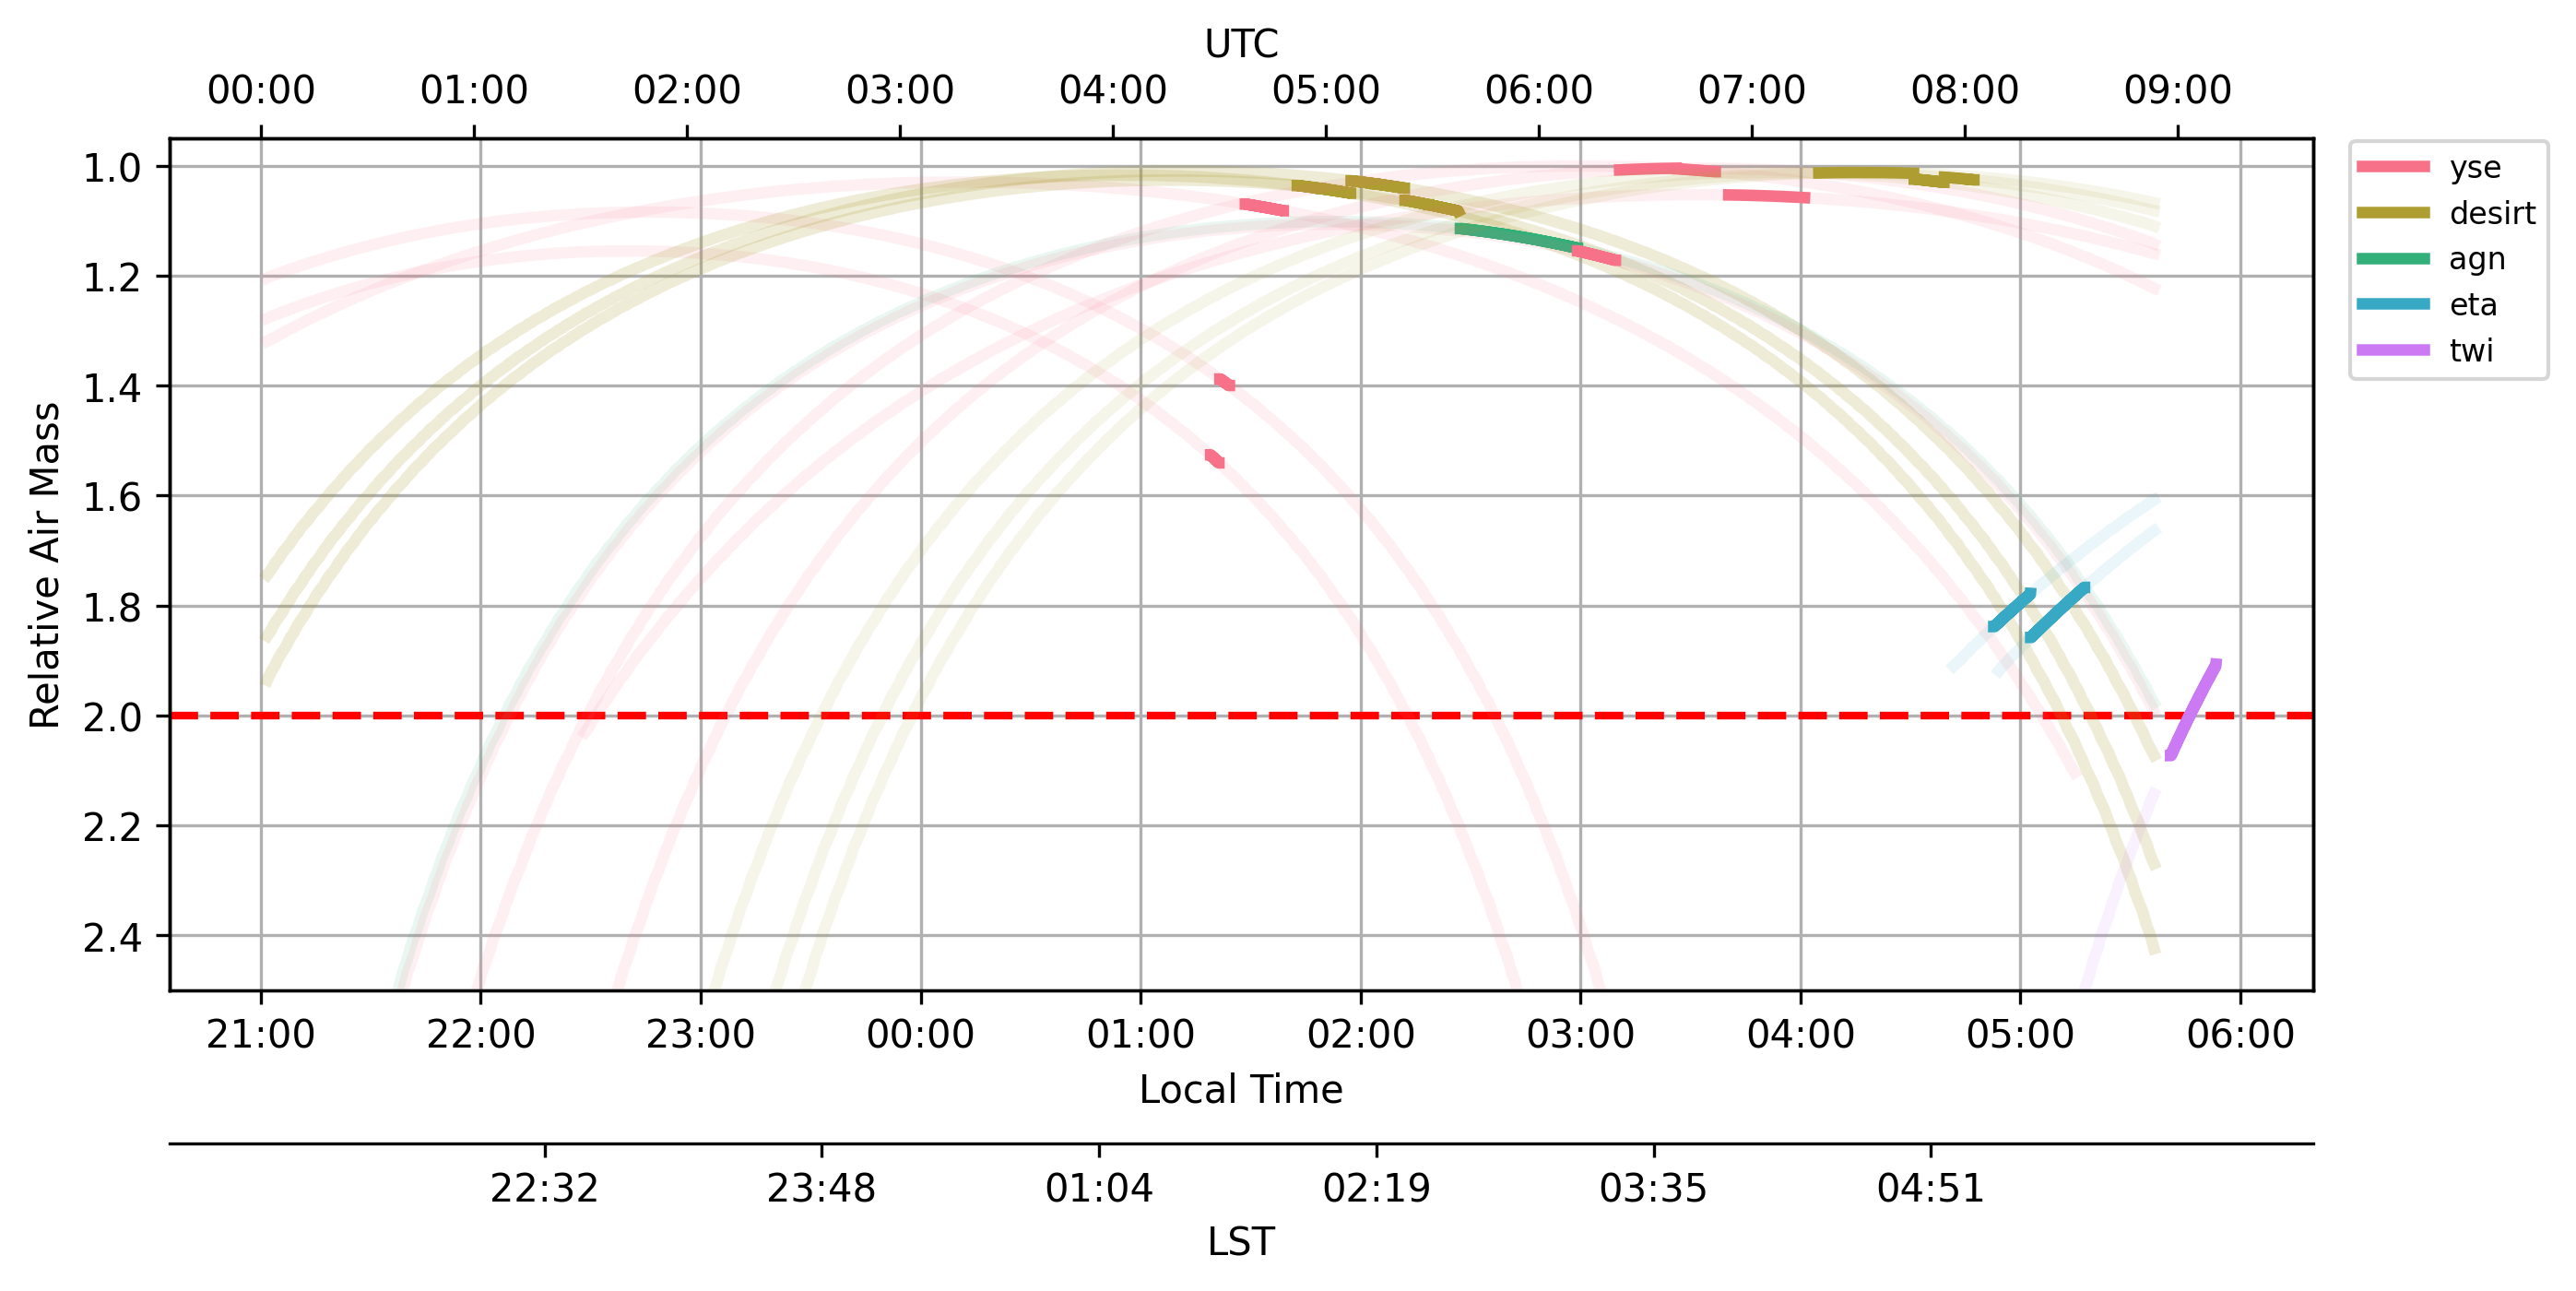 UTC
00:00 01:00 02:00 03:00 04:00 05:00 06:00 07:00 08:00 09:00
Relative Air Mass
1.0
1.2
1.4
1.6
1.8
2.0
2.2
2.4
yse
desirt
agn
eta
twi
21:00 22:00 23:00 00:00 01:00 02:00 03:00 04:00 05:00 06:00
Local Time
22:32 23:48 01:04 02:19 03:35 04:51
LST